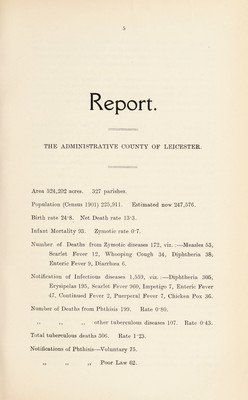 5
Report.
THE ADMINISTRATIVE COUNTY OF LEICESTER.
Area 524,202 acres. 327 parishes.
Population (Census 1901) 225,911. Estimated now 247,576.
Birth rate 24·8. Net Death rate 13·3.
Infant Mortality 93. Zymotic rate 0·7.
Number of Deaths from Zymotic diseases 172, viz.:—Measles 53,
Scarlet Fever 12, Whooping Cough 34, Diphtheria 38,
Enteric Fever 9, Diarrhœa 6.
Notification of Infectious diseases 1,559, viz.:—Diphtheria 305,
Erysipelas 195, Scarlet Fever 960, Impetigo 7, Enteric Fever
47, Continued Fever 2, Puerperal Fever 7, Chicken Pox 36.
Number of Deaths from Phthisis 199. Rate 0·80.
„ „ „ other tuberculous diseases 107. Rate 0·43.
Total tuberculous deaths 306. Rate 1·23.
Notifications of Phthisis—Voluntary 75.
„ „ „ Poor Law 62.